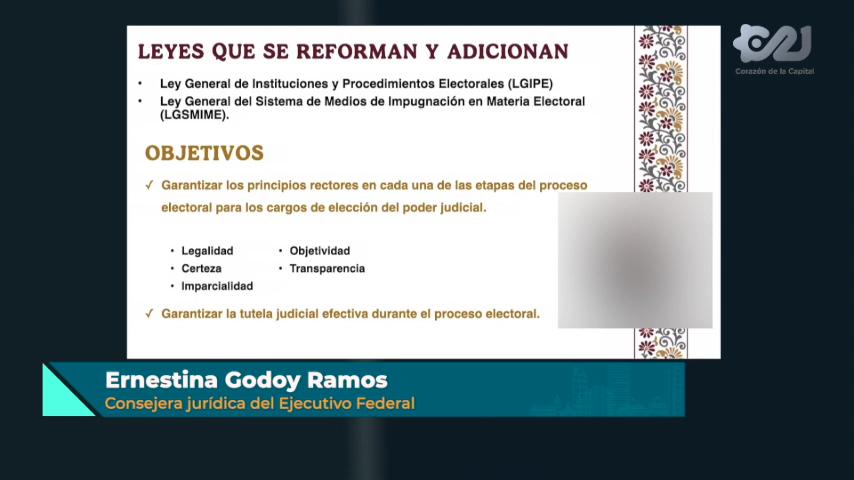 LEYES QUE SE REFORMAN Y ADICIONAN
• Ley General de Instituciones y Procedimientos Electorales (LGIPE)
• Ley General del Sistema de Medios de Impugnación en Materia Electoral
(LGSMIME).
OBJETIVOS
✓ Garantizar los principios rectores en cada una de las etapas del proceso
electoral para los cargos de elección del poder judicial.
• Legalidad
• Certeza
• Imparcialidad
• Objetividad
• Transparencia
✓ Garantizar la tutela judicial efectiva durante el proceso electoral.
Corazón de la Capital
Ernestina Godoy Ramos
Consejera jurídica del Ejecutivo Federal